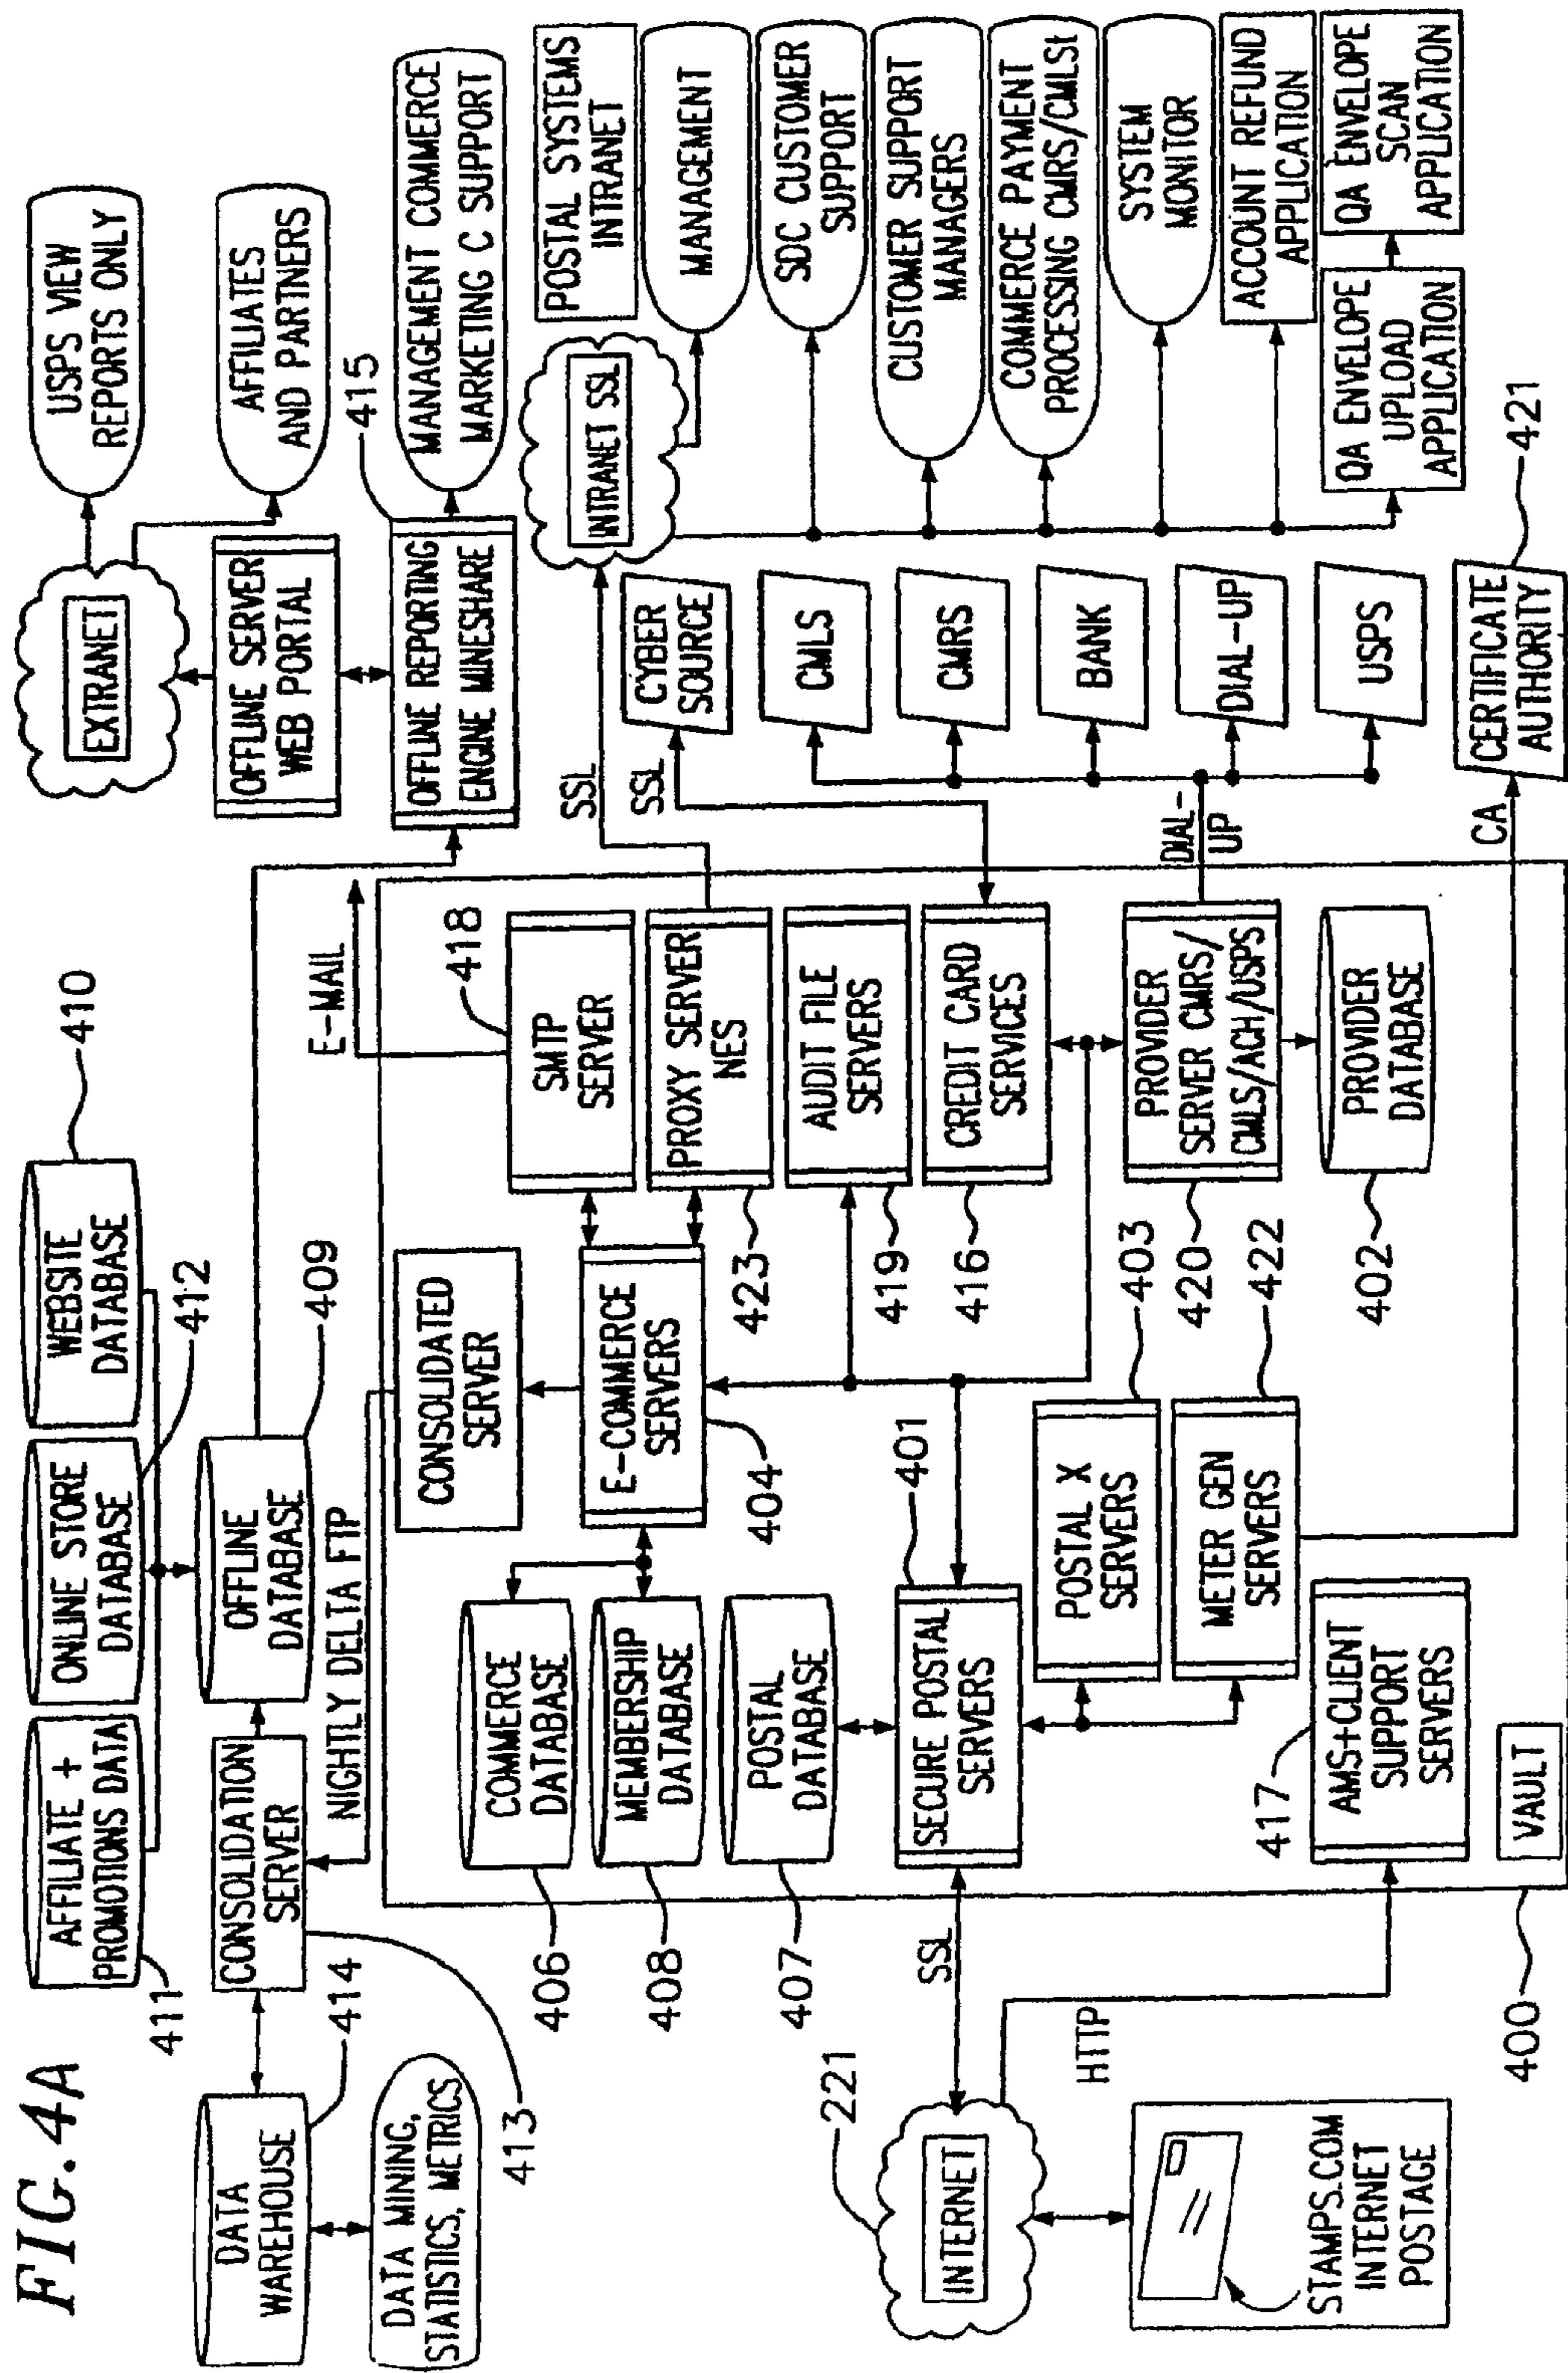 FIG. 4A
AFFILIATE +
PROMOTIONS DATA
411
ONLINE STORE
DATABASE
412
WEBSITE
DATABASE
410
EXTRANET
USPS VIEW
REPORTS ONLY
AFFILIATES
AND PARTNERS
DATA
WAREHOUSE
414
CONSOLIDATION
SERVER
413
OFFLINE
DATABASE
409
OFFLINE SERVER
WEB PORTAL
OFFLINE REPORTING
ENGINE MINESHARE
415
MANAGEMENT COMMERCE
MARKETING C SUPPORT
DATA MINING,
STATISTICS, METRICS
NIGHTLY DELTA FTP
E-MAIL
CONSOLIDATED
SERVER
SMTP
SERVER
418
COMMERCE
DATABASE
406
MEMBERSHIP
DATABASE
408
POSTAL
DATABASE
407
E-COMMERCE
SERVERS
404
PROXY SERVER
NES
423
AUDIT FILE
SERVERS
419
CREDIT CARD
SERVICES
416
SSL
SSL
INTRANET SSL
POSTAL SYSTEMS
INTRANET
MANAGEMENT
SDC CUSTOMER
SUPPORT
CUSTOMER SUPPORT
MANAGERS
COMMERCE PAYMENT
PROCESSING CMRS/CMLSt
SYSTEM
MONITOR
ACCOUNT REFUND
APPLICATION
QA ENVELOPE
UPLOAD
APPLICATION
QA ENVELOPE
SCAN
APPLICATION
CYBER
SOURCE
CMLS
CMRS
BANK
DIAL-UP
USPS
CERTIFICATE
AUTHORITY
421
CA
DIAL-
UP
SECURE POSTAL
SERVERS
401
POSTAL X
SERVERS
403
METER GEN
SERVERS
422
PROVIDER
SERVER CMRS/
CMLS/ACH/USPS
420
PROVIDER
DATABASE
402
AMS+CLIENT
SUPPORT
SERVERS
417
VAULT
400
SSL
HTTP
221
INTERNET
STAMPS.COM
INTERNET
POSTAGE